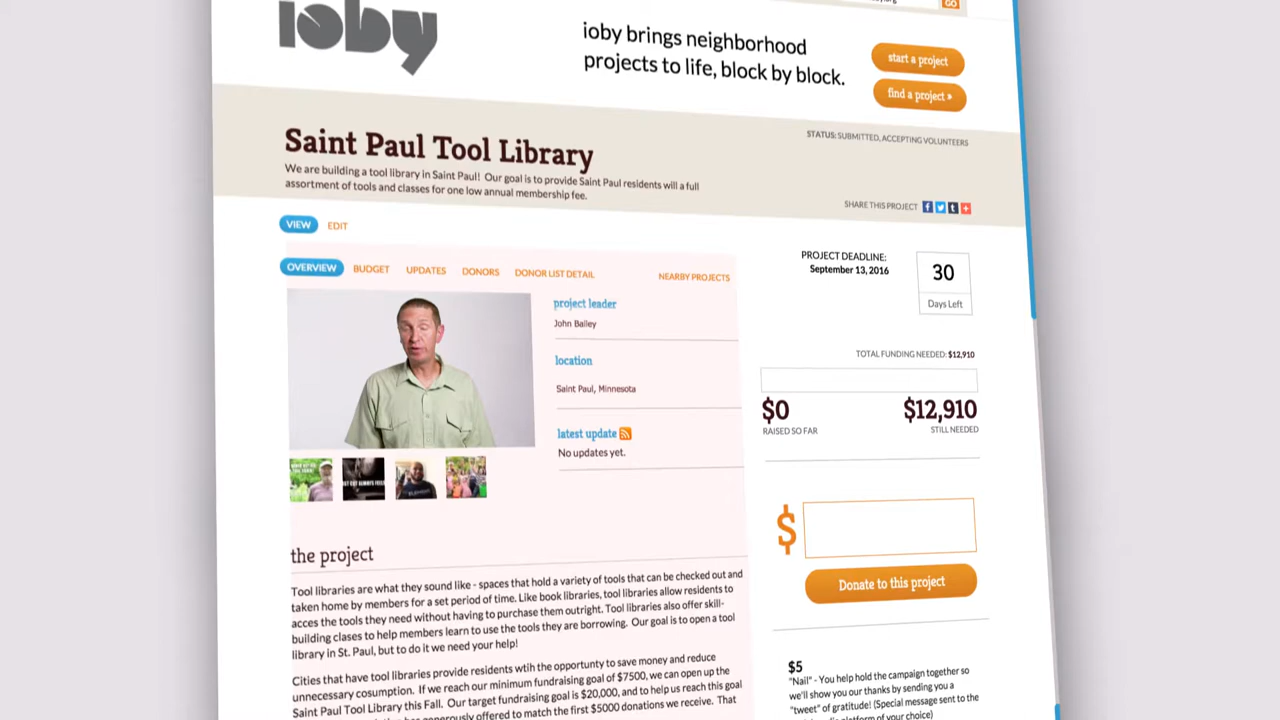 GO
ioby
ioby brings neighborhood
projects to life, block by block.
start a project
find a project »
STATUS: SUBMITTED, ACCEPTING VOLUNTEERS
Saint Paul Tool Library
We are building a tool library in Saint Paul! Our goal is to provide Saint Paul residents will a full
assortment of tools and classes for one low annual membership fee.
SHARE THIS PROJECT
VIEW EDIT
OVERVIEW BUDGET UPDATES DONORS DONOR LIST DETAIL NEARBY PROJECTS
project leader
John Bailey
location
Saint Paul, Minnesota
latest update
No updates yet.
the project
Tool libraries are what they sound like - spaces that hold a variety of tools that can be checked out and
taken home by members for a set period of time. Like book libraries, tool libraries allow residents to
acces the tools they need without having to purchase them outright. Tool libraries also offer skill-
building clases to help members learn to use the tools they are borrowing. Our goal is to open a tool
library in St. Paul, but to do it we need your help!
Cities that have tool libraries provide residents wtih the opportunty to save money and reduce
unnecessary cosumption. If we reach our minimum fundraising goal of $7500, we can open up the
Saint Paul Tool Library this Fall. Our target fundraising goal is $20,000, and to help us reach this goal
generously offered to match the first $5000 donations we receive. That
PROJECT DEADLINE:
September 13, 2016
30
Days Left
TOTAL FUNDING NEEDED: $12,910
$0 $12,910
RAISED SO FAR STILL NEEDED
$
Donate to this project
$5
"Nail" - You help hold the campaign together so
we'll show you our thanks by sending you a
"tweet" of gratitude! (Special message sent to the
platform of your choice)